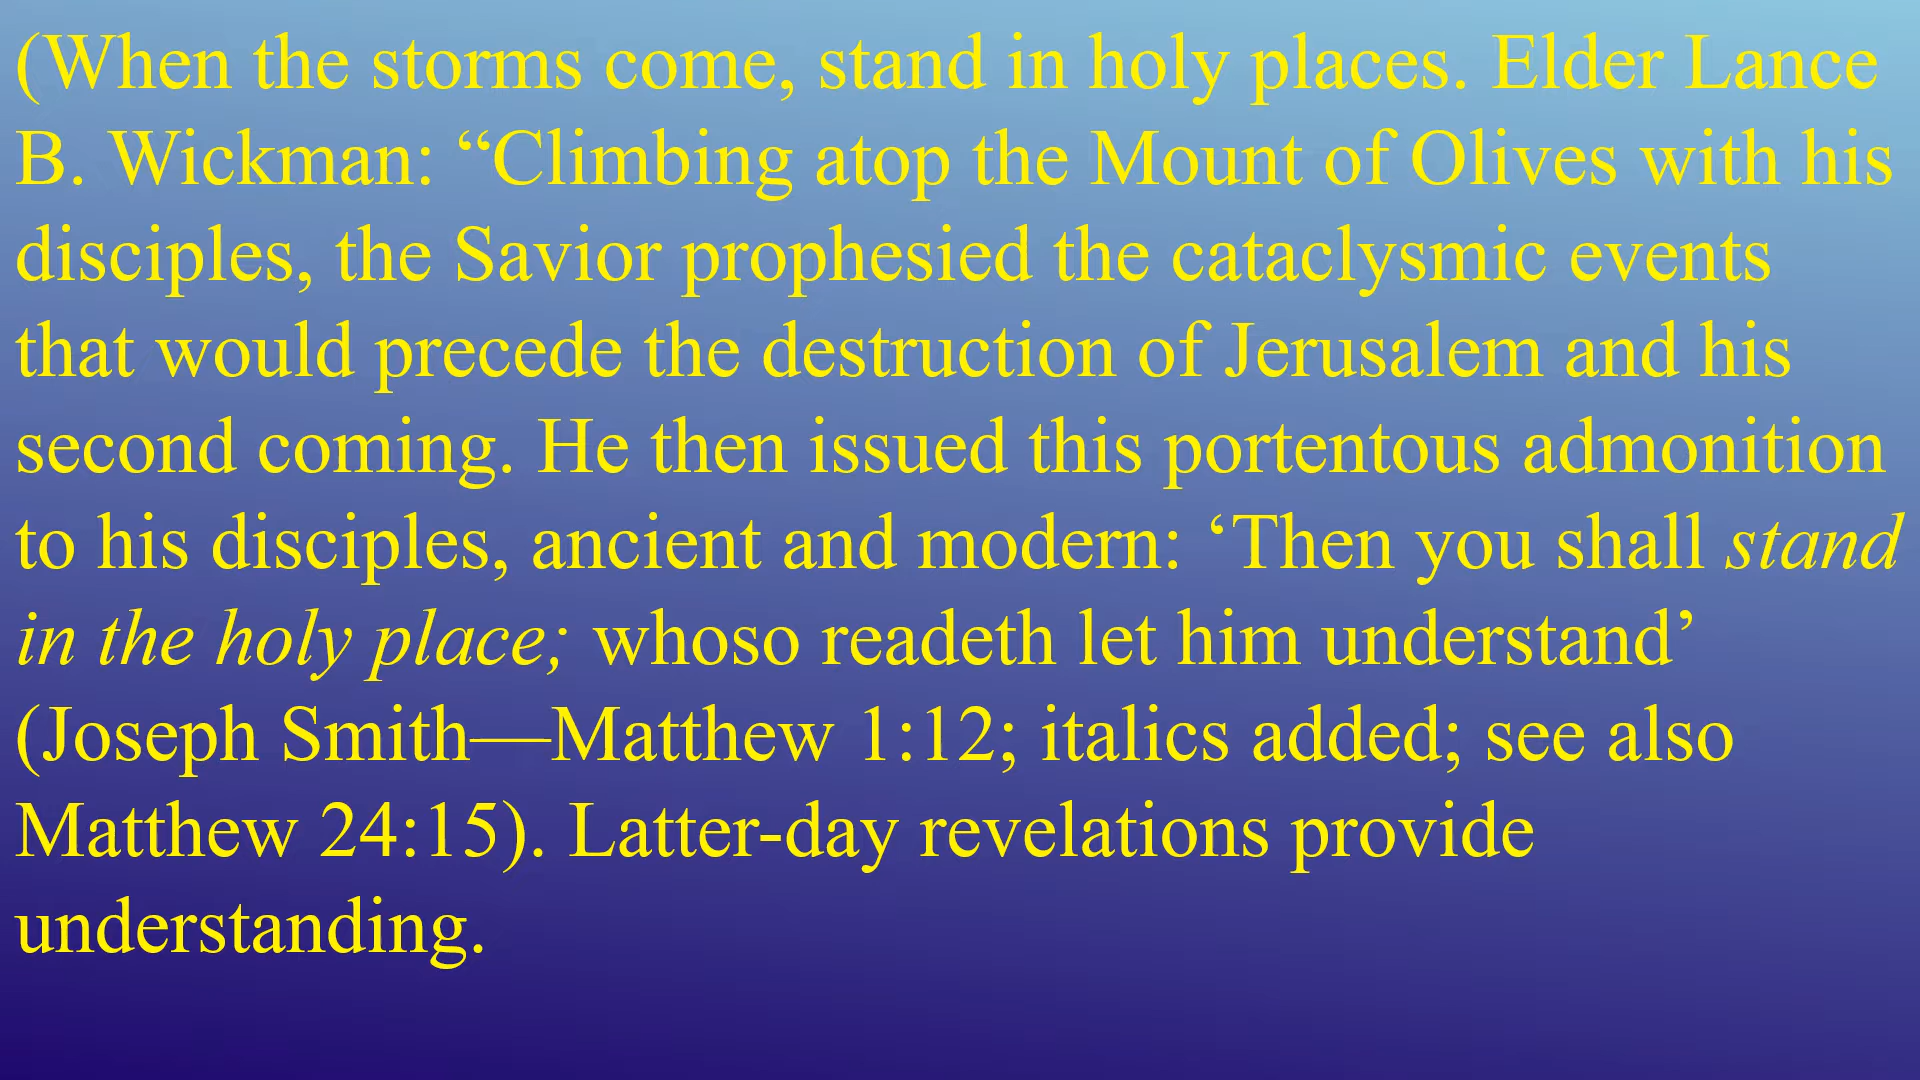 (When the storms come, stand in holy places. Elder Lance
B. Wickman: “Climbing atop the Mount of Olives with his
disciples, the Savior prophesied the cataclysmic events
that would precede the destruction of Jerusalem and his
second coming. He then issued this portentous admonition
to his disciples, ancient and modern: ‘Then you shall stand
in the holy place; whoso readeth let him understand’
(Joseph Smith—Matthew 1:12; italics added; see also
Matthew 24:15). Latter-day revelations provide
understanding.